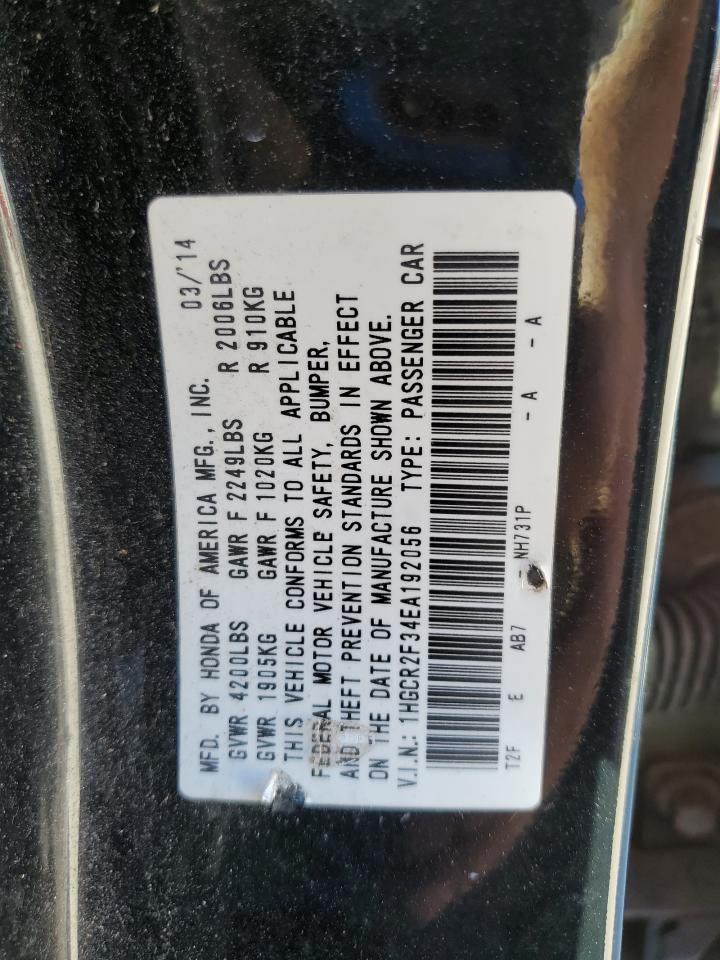 MFD. BY HONDA OF AMERICA MFG., INC. 03/'14
GVWR 4200LBS GAWR F 2249LBS R 2006LBS
GVWR 1905KG GAWR F 1020KG R 910KG
THIS VEHICLE CONFORMS TO ALL APPLICABLE
FEDERAL MOTOR VEHICLE SAFETY, BUMPER,
AND THEFT PREVENTION STANDARDS IN EFFECT
ON THE DATE OF MANUFACTURE SHOWN ABOVE.
V.I.N.: 1HGCR2F34EA192056 TYPE: PASSENGER CAR
T2F E AB7 - NH731P - A - A